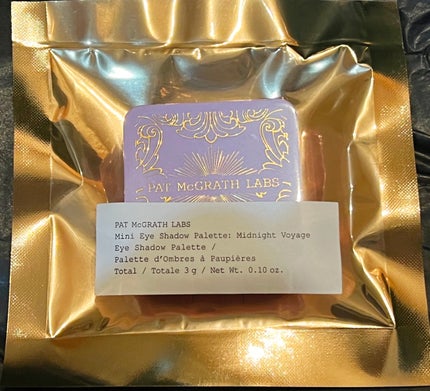 PAT McGRATH LABS
PAT McGRATH LABS
Mini Eye Shadow Palette: Midnight Voyage
Eye Shadow Palette /
Palette d'Ombres à Paupières
Total / Totale 3 g / Net Wt. 0.10 oz.